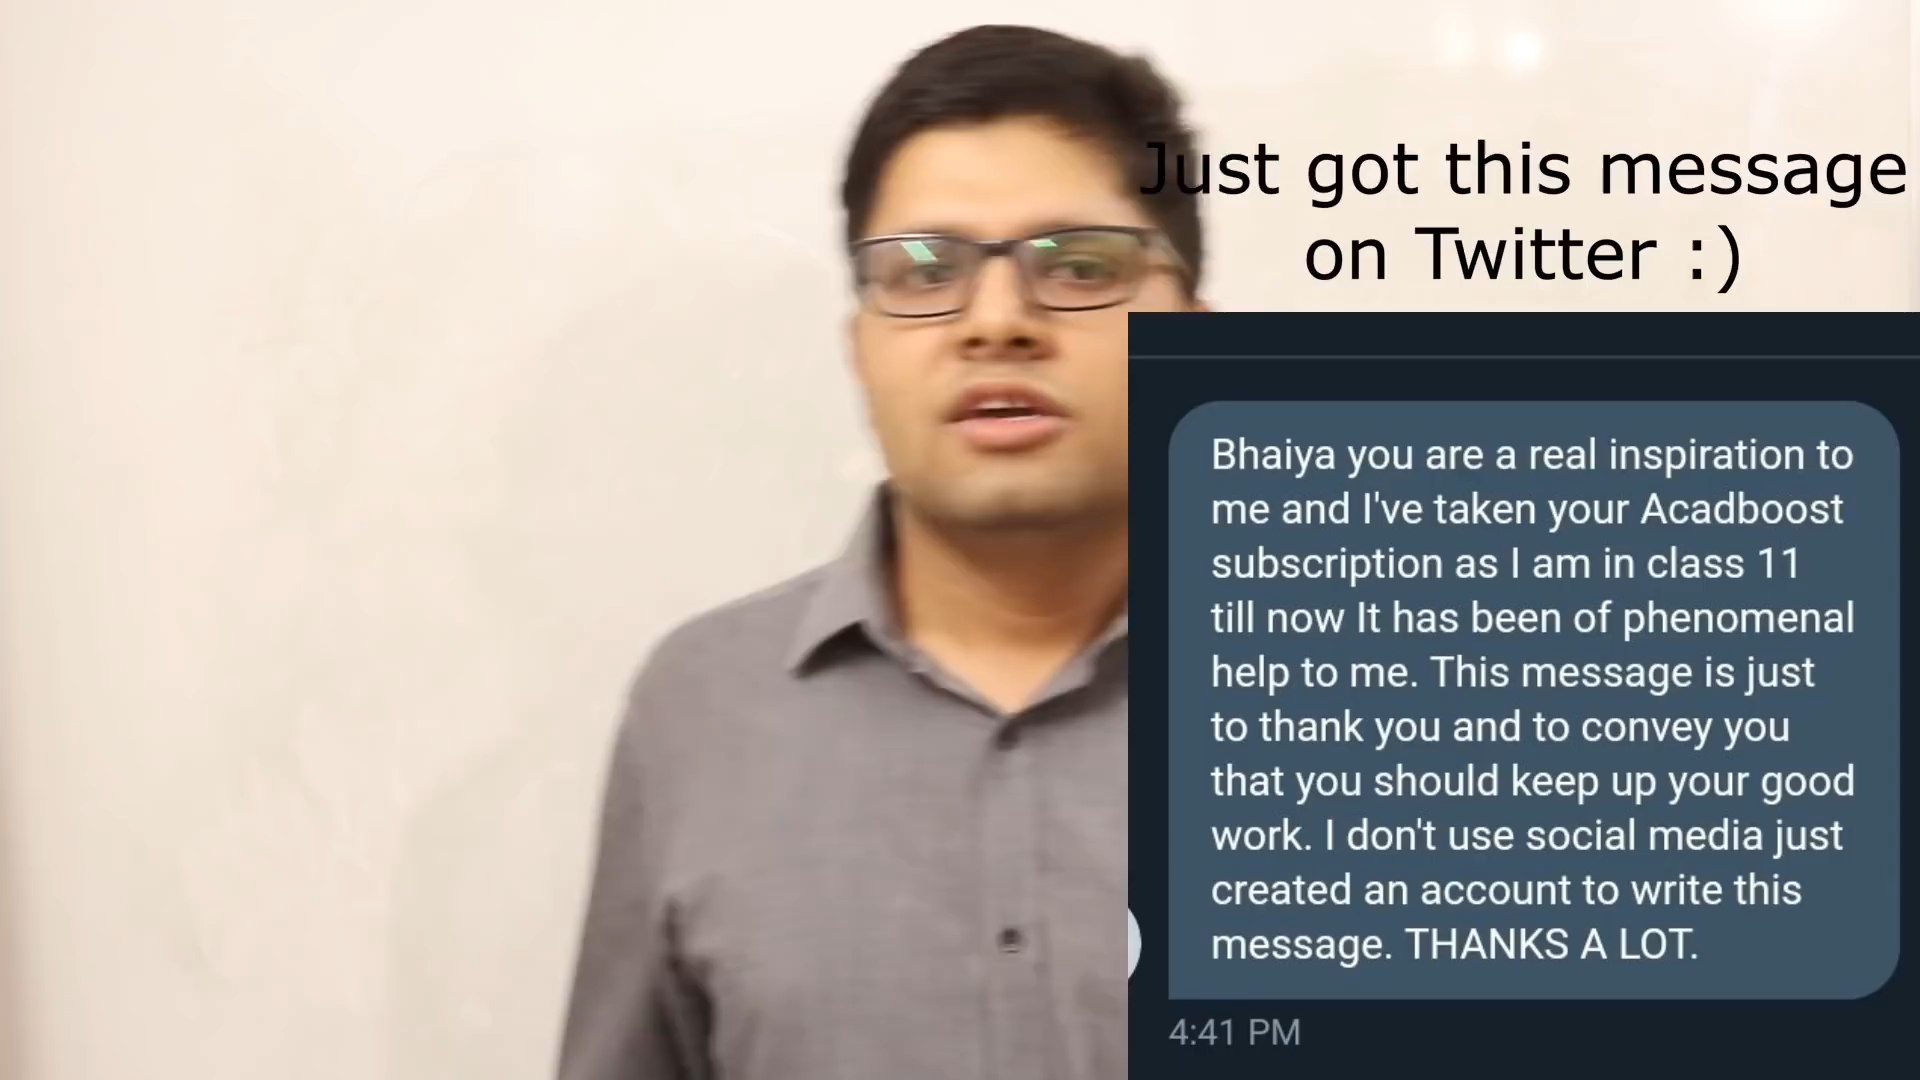 Just got this message
on Twitter :)
Bhaiya you are a real inspiration to
me and I've taken your Acadboost
subscription as I am in class 11
till now It has been of phenomenal
help to me. This message is just
to thank you and to convey you
that you should keep up your good
work. I don't use social media just
created an account to write this
message. THANKS A LOT.
4:41 PM